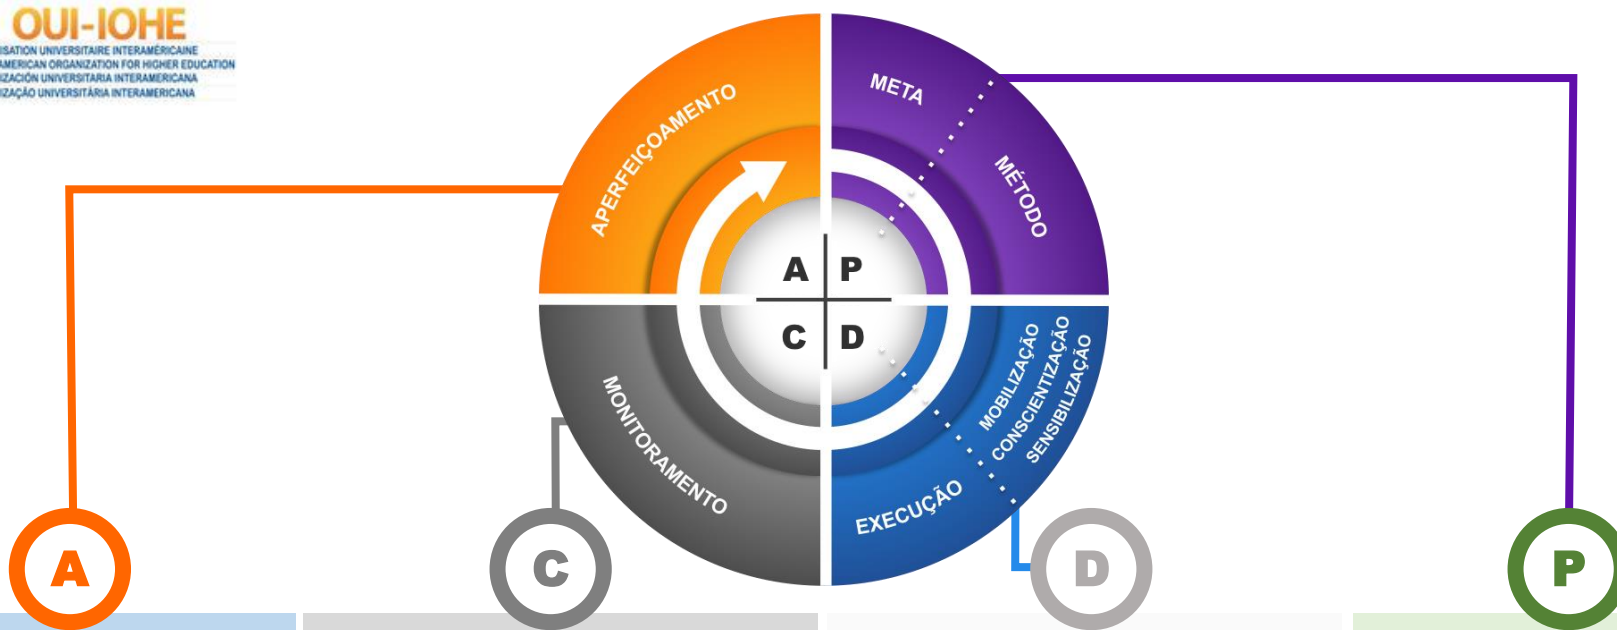 OUI-IOHE
ISATION UNIVERSITAIRE INTERAMÉRICAINE
AMERICAN ORGANIZATION FOR HIGHER EDUCATION
IZACIÓN UNIVERSITARIA INTERAMERICANA
IZAÇÃO UNIVERSITÁRIA INTERAMERICANA
APERFEIÇOAMENTO
META
MÉTODO
A P
C D
MOBILIZAÇÃO
CONSCIENTIZAÇÃO
SENSIBILIZAÇÃO
MONITORAMENTO
EXECUÇÃO
A
C
D
P